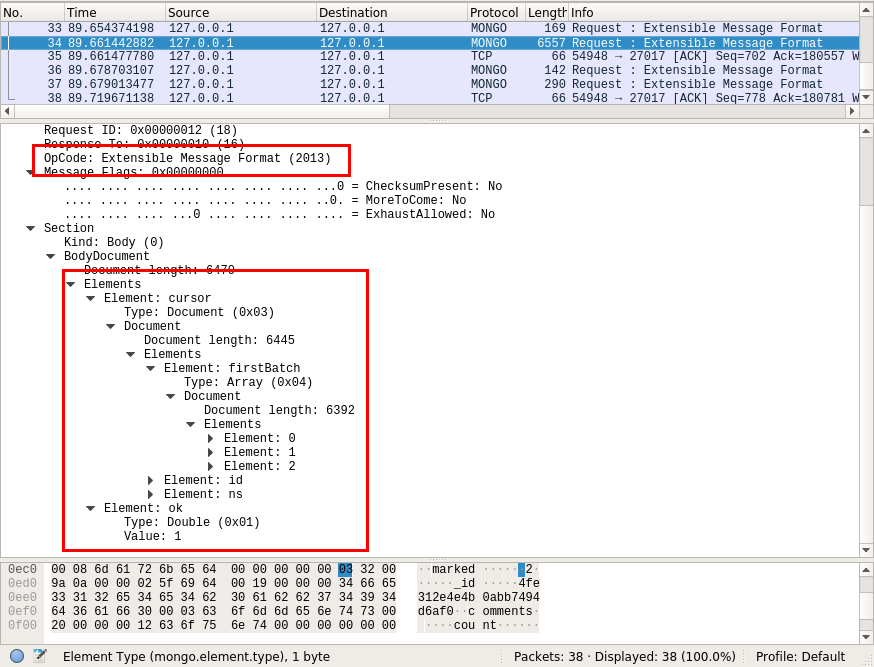 No. Time Source Destination Protocol Length Info
33 89.654374198 127.0.0.1 127.0.0.1 MONGO 169 Request : Extensible Message Format
34 89.661442882 127.0.0.1 127.0.0.1 MONGO 6557 Request : Extensible Message Format
35 89.661477780 127.0.0.1 127.0.0.1 TCP 66 54948 → 27017 [ACK] Seq=702 Ack=180557 W
36 89.678703107 127.0.0.1 127.0.0.1 MONGO 142 Request : Extensible Message Format
37 89.679013477 127.0.0.1 127.0.0.1 MONGO 290 Request : Extensible Message Format
38 89.719671138 127.0.0.1 127.0.0.1 TCP 66 54948 → 27017 [ACK] Seq=778 Ack=180781 W
Request ID: 0x00000012 (18)
Response To: 0x00000010 (16)
OpCode: Extensible Message Format (2013)
Message Flags: 0x00000000
.... .... .... .... .... .... .... ...0 = ChecksumPresent: No
.... .... .... .... .... .... .... ..0. = MoreToCome: No
.... .... .... ...0 .... .... .... .... = ExhaustAllowed: No
Section
Kind: Body (0)
BodyDocument
Document length: 6470
Elements
Element: cursor
Type: Document (0x03)
Document
Document length: 6445
Elements
Element: firstBatch
Type: Array (0x04)
Document
Document length: 6392
Elements
Element: 0
Element: 1
Element: 2
Element: id
Element: ns
Element: ok
Type: Double (0x01)
Value: 1
0ec0 00 08 6d 61 72 6b 65 64 00 00 00 00 00 03 32 00 ··marked ······2·
0ed0 9a 0a 00 00 02 5f 69 64 00 19 00 00 00 34 66 65 ·····_id ·····4fe
0ee0 33 31 32 65 34 65 34 62 30 61 62 62 37 34 39 34 312e4e4b 0abb7494
0ef0 64 36 61 66 30 00 03 63 6f 6d 6d 65 6e 74 73 00 d6af0··c omments·
0f00 20 00 00 00 12 63 6f 75 6e 74 00 00 00 00 00 00 ····cou nt······
Element Type (mongo.element.type), 1 byte Packets: 38 · Displayed: 38 (100.0%) Profile: Default